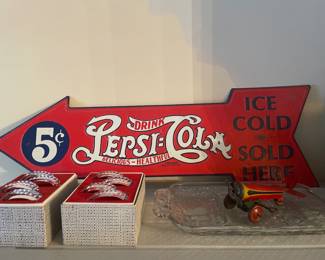 5¢
DRINK
PEPSI=COLA
DELICIOUS - HEALTHFUL
ICE
COLD
SOLD
HERE